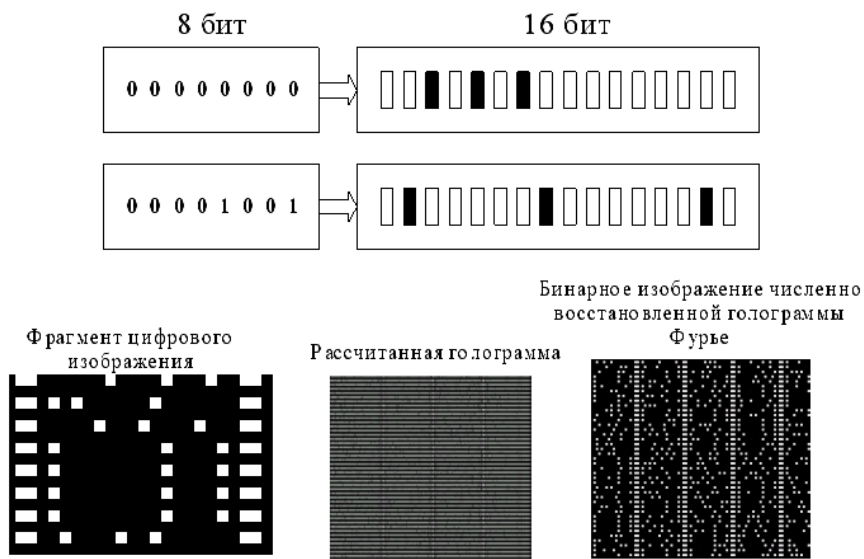 8 бит
16 бит
0 0 0 0 0 0 0 0
0 0 0 0 1 0 0 1
Фрагмент цифрового
изображения
Рассчитанная голограмма
Бинарное изображение численно
восстановленной голограммы
Фурье